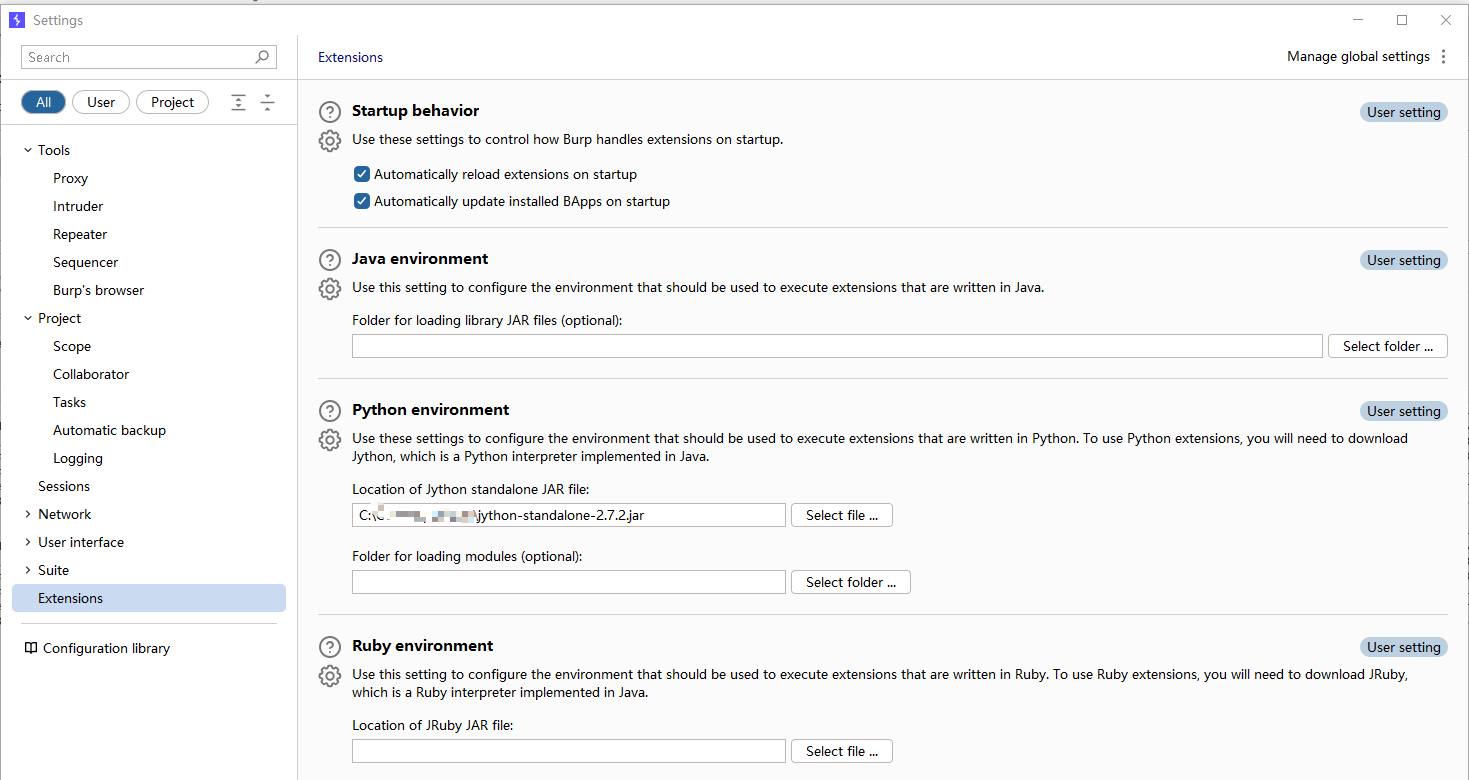 Settings
Search
Extensions
Manage global settings
All
User
Project
Tools
Proxy
Intruder
Repeater
Sequencer
Burp's browser
Project
Scope
Collaborator
Tasks
Automatic backup
Logging
Sessions
Network
User interface
Suite
Extensions
Configuration library
Startup behavior
User setting
Use these settings to control how Burp handles extensions on startup.
Automatically reload extensions on startup
Automatically update installed BApps on startup
Java environment
User setting
Use this setting to configure the environment that should be used to execute extensions that are written in Java.
Folder for loading library JAR files (optional):
Select folder ...
Python environment
User setting
Use these settings to configure the environment that should be used to execute extensions that are written in Python. To use Python extensions, you will need to download
Jython, which is a Python interpreter implemented in Java.
Location of Jython standalone JAR file:
C:\ \jython-standalone-2.7.2.jar
Select file ...
Folder for loading modules (optional):
Select folder ...
Ruby environment
User setting
Use this setting to configure the environment that should be used to execute extensions that are written in Ruby. To use Ruby extensions, you will need to download JRuby,
which is a Ruby interpreter implemented in Java.
Location of JRuby JAR file:
Select file ...